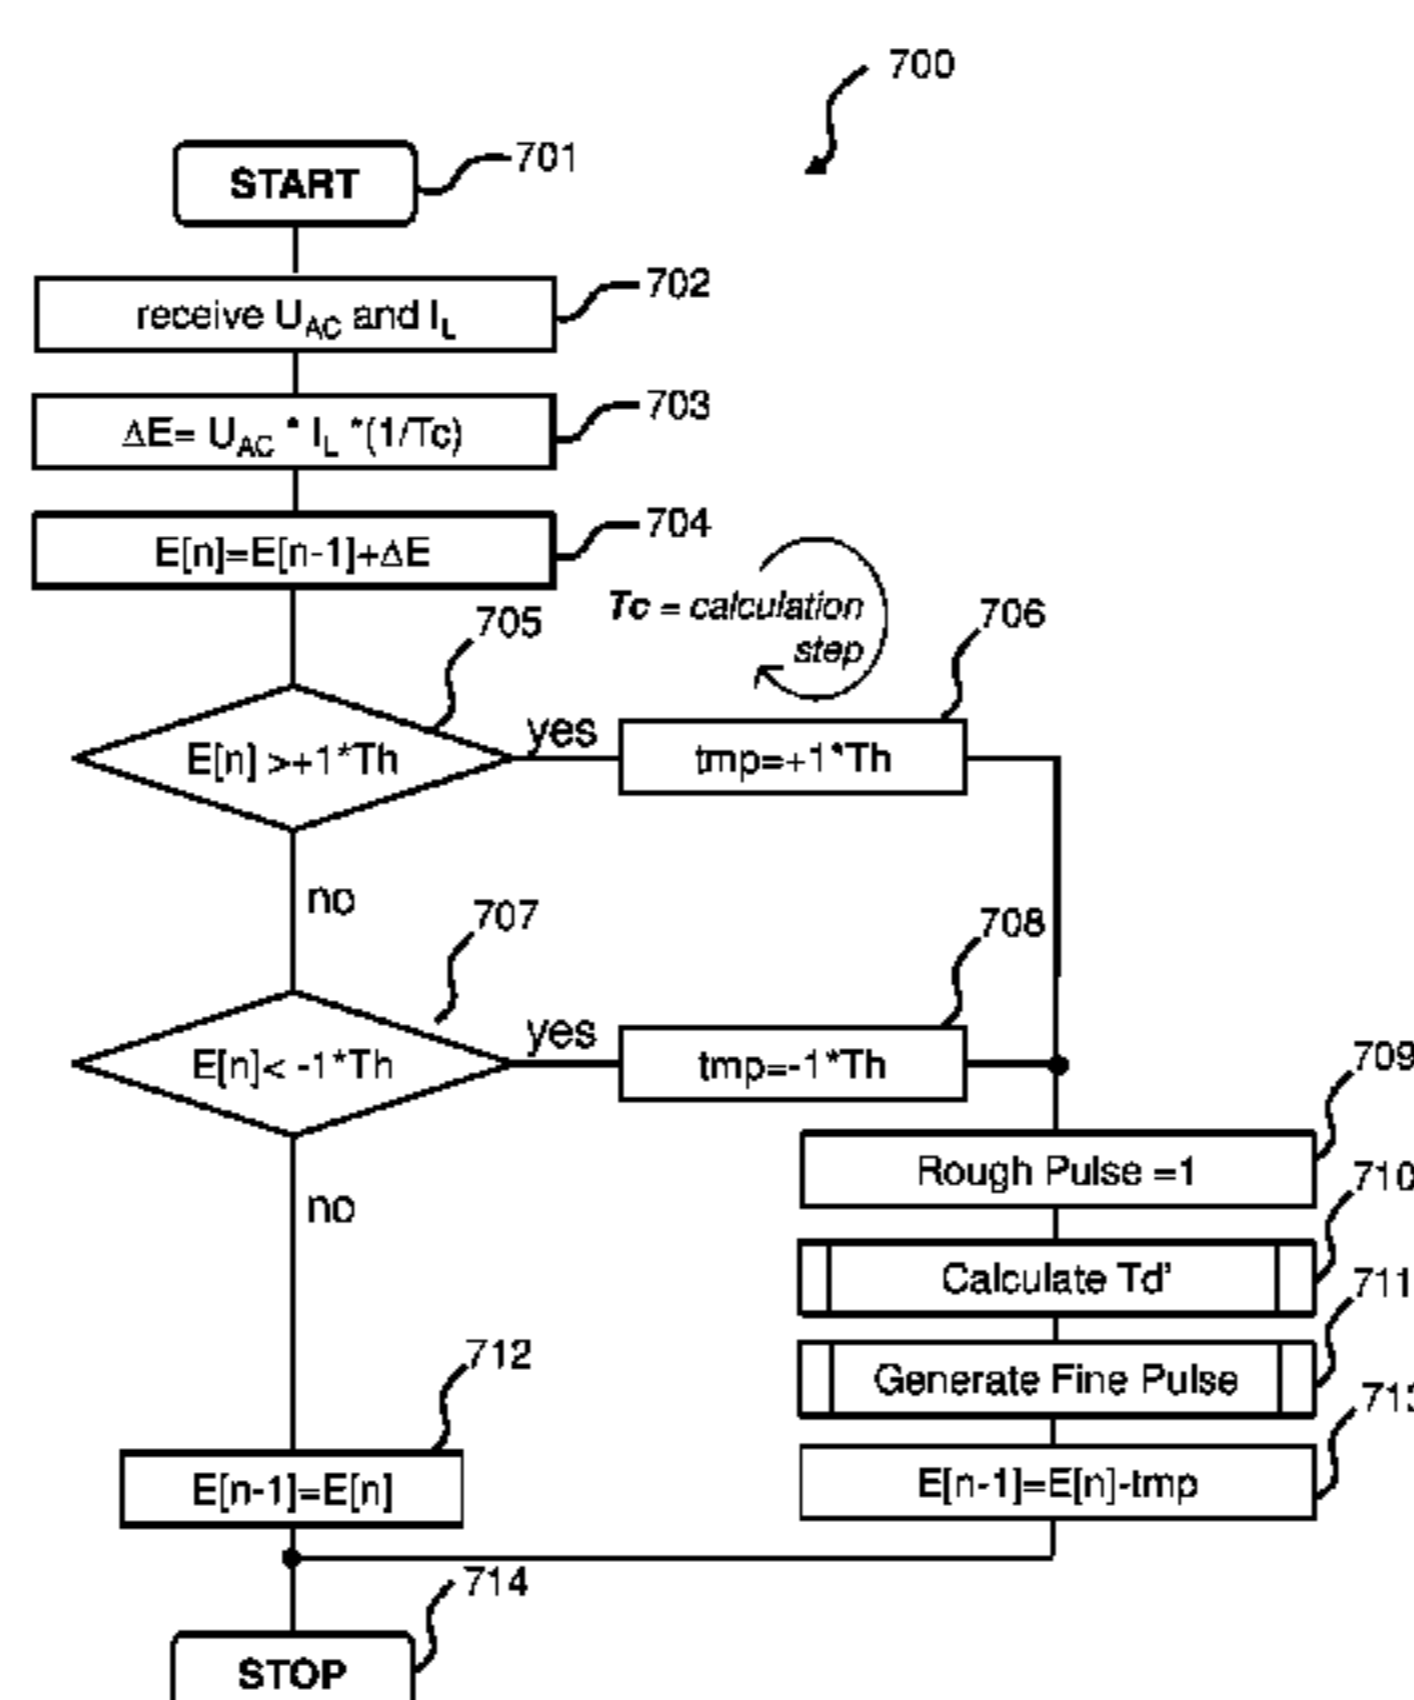 700
START
701
receive U_AC and I_L
702
ΔE= U_AC * I_L *(1/Tc)
703
E[n]=E[n-1]+ΔE
704
Tc = calculation
step
705
E[n] >+1*Th
yes
706
tmp=+1*Th
no
707
E[n]< -1*Th
yes
708
tmp=-1*Th
no
709
Rough Pulse =1
710
Calculate Td'
711
Generate Fine Pulse
712
E[n-1]=E[n]
713
E[n-1]=E[n]-tmp
714
STOP